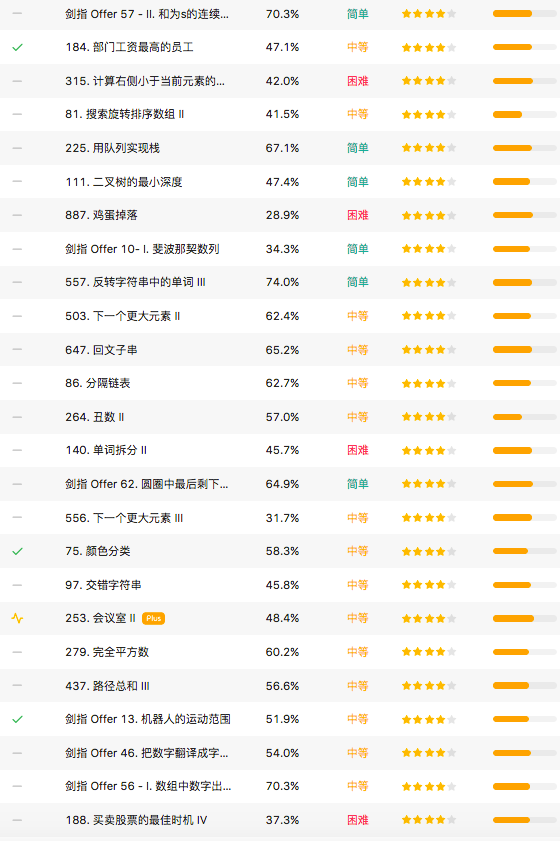 剑指 Offer 57 - II. 和为s的连续... 70.3% 简单
184. 部门工资最高的员工 47.1% 中等
315. 计算右侧小于当前元素的... 42.0% 困难
81. 搜索旋转排序数组 II 41.5% 中等
225. 用队列实现栈 67.1% 简单
111. 二叉树的最小深度 47.4% 简单
887. 鸡蛋掉落 28.9% 困难
剑指 Offer 10- I. 斐波那契数列 34.3% 简单
557. 反转字符串中的单词 III 74.0% 简单
503. 下一个更大元素 II 62.4% 中等
647. 回文子串 65.2% 中等
86. 分隔链表 62.7% 中等
264. 丑数 II 57.0% 中等
140. 单词拆分 II 45.7% 困难
剑指 Offer 62. 圆圈中最后剩下... 64.9% 简单
556. 下一个更大元素 III 31.7% 中等
75. 颜色分类 58.3% 中等
97. 交错字符串 45.8% 中等
253. 会议室 II Plus 48.4% 中等
279. 完全平方数 60.2% 中等
437. 路径总和 III 56.6% 中等
剑指 Offer 13. 机器人的运动范围 51.9% 中等
剑指 Offer 46. 把数字翻译成字... 54.0% 中等
剑指 Offer 56 - I. 数组中数字出... 70.3% 中等
188. 买卖股票的最佳时机 IV 37.3% 困难